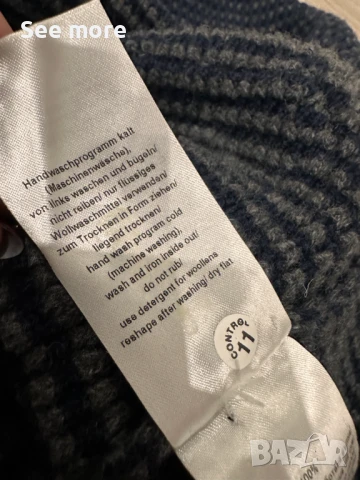 See more
Handwaschprogramm kalt
(Maschinenwäsche),
von links waschen und bügeln/
nicht reiben/ nur flüssiges
Wollwaschmittel verwenden/
zum Trocknen in Form ziehen/
liegend trocknen/
hand wash program cold
(machine washing),
wash and iron inside out/
do not rub/
use detergent for woollens
reshape after washing/ dry flat
CONTROL
11
100%
BAZAR
bg